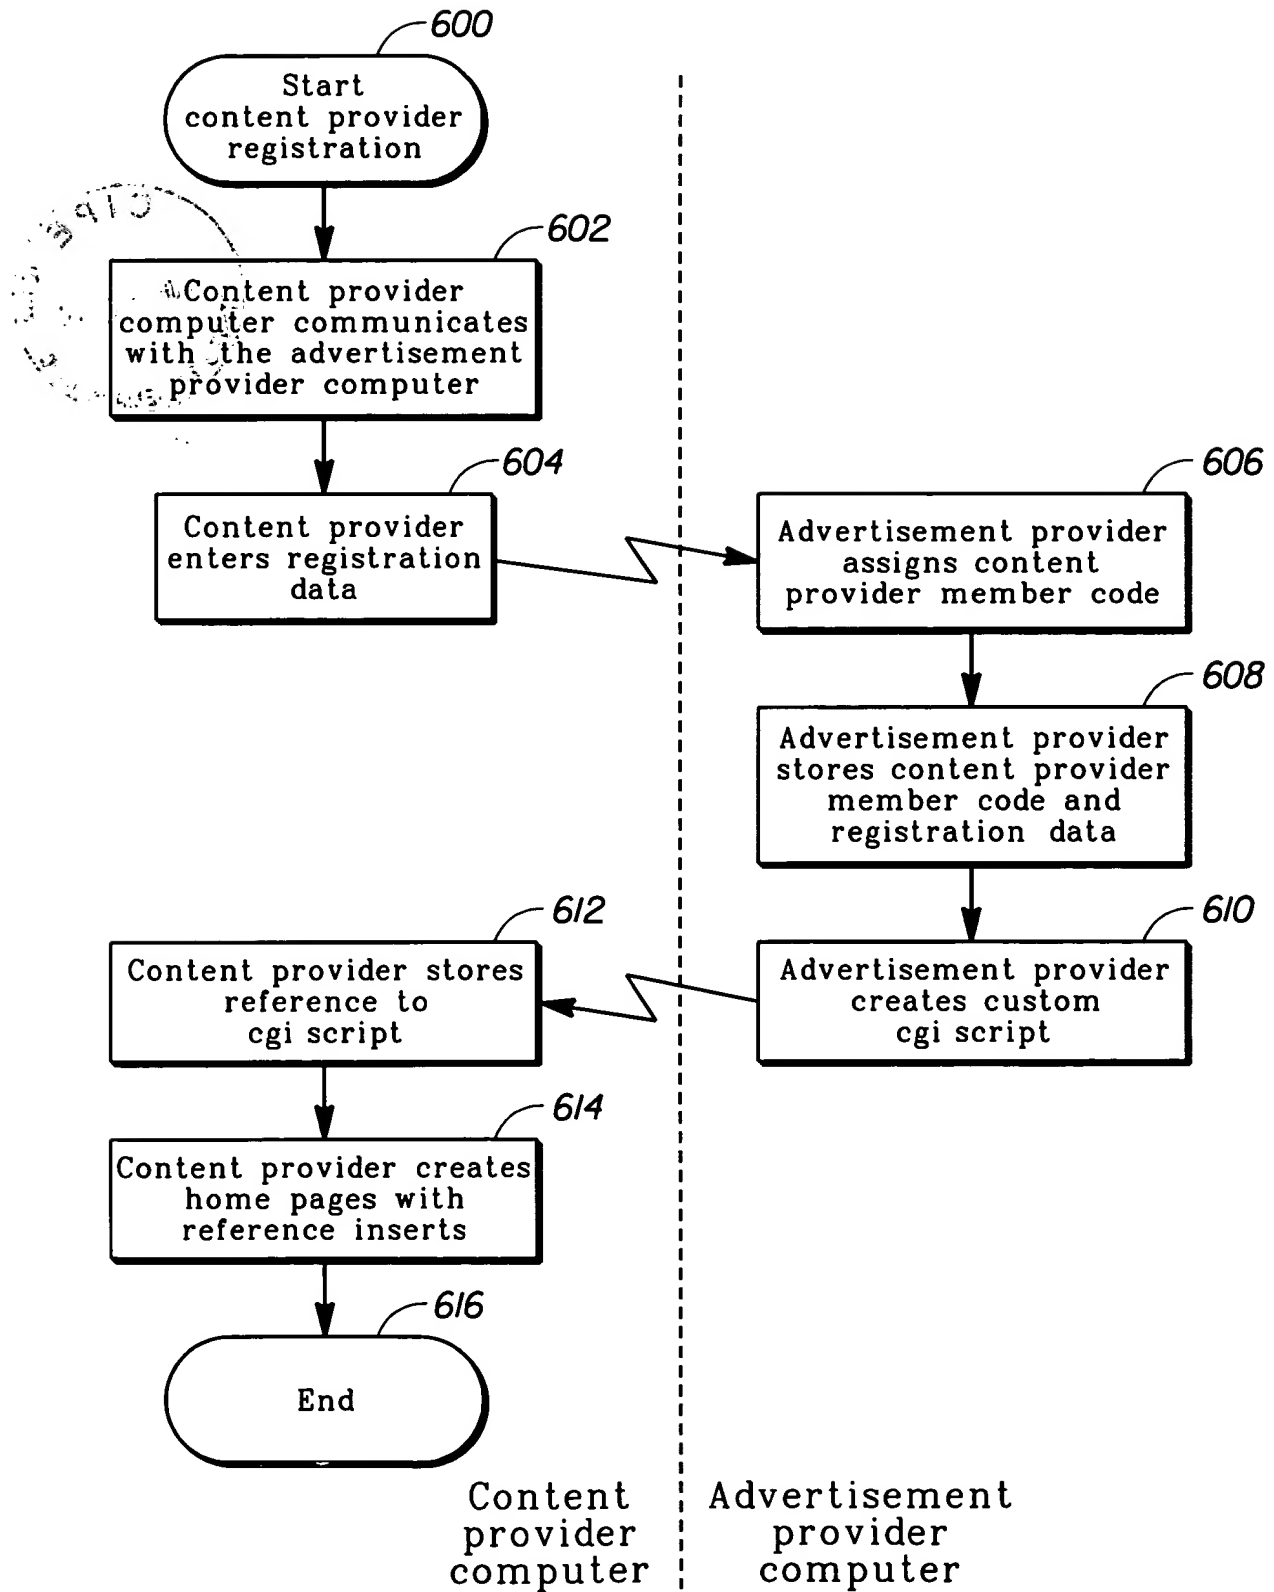 600
Start
content provider
registration
602
Content provider
computer communicates
with the advertisement
provider computer
604
Content provider
enters registration
data
606
Advertisement provider
assigns content
provider member code
608
Advertisement provider
stores content provider
member code and
registration data
610
Advertisement provider
creates custom
cgi script
612
Content provider stores
reference to
cgi script
614
Content provider creates
home pages with
reference inserts
616
End
Content
provider
computer
Advertisement
provider
computer